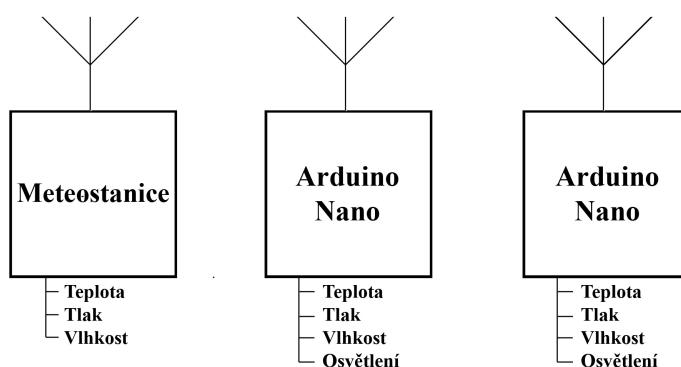 Meteostanice
Arduino
Nano
Arduino
Nano
Teplota
Tlak
Vlhkost
Teplota
Tlak
Vlhkost
Osvětlení
Teplota
Tlak
Vlhkost
Osvětlení